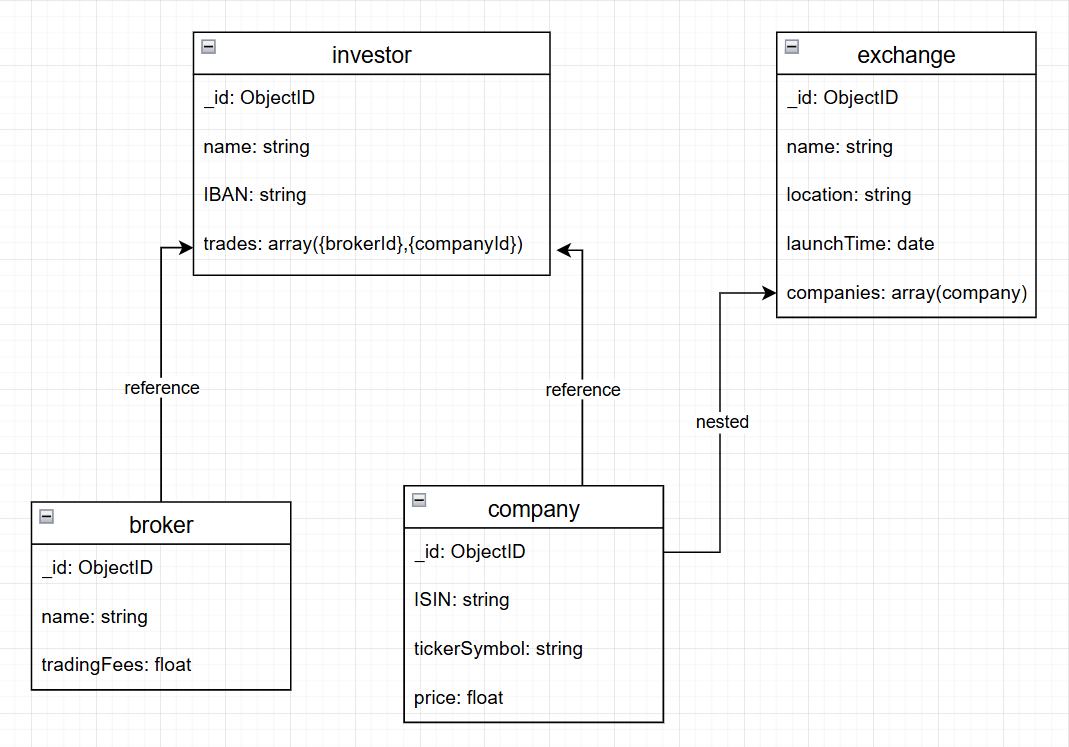 investor
_id: ObjectID
name: string
IBAN: string
trades: array({brokerId},{companyId})
exchange
_id: ObjectID
name: string
location: string
launchTime: date
companies: array(company)
reference
reference
nested
broker
_id: ObjectID
name: string
tradingFees: float
company
_id: ObjectID
ISIN: string
tickerSymbol: string
price: float